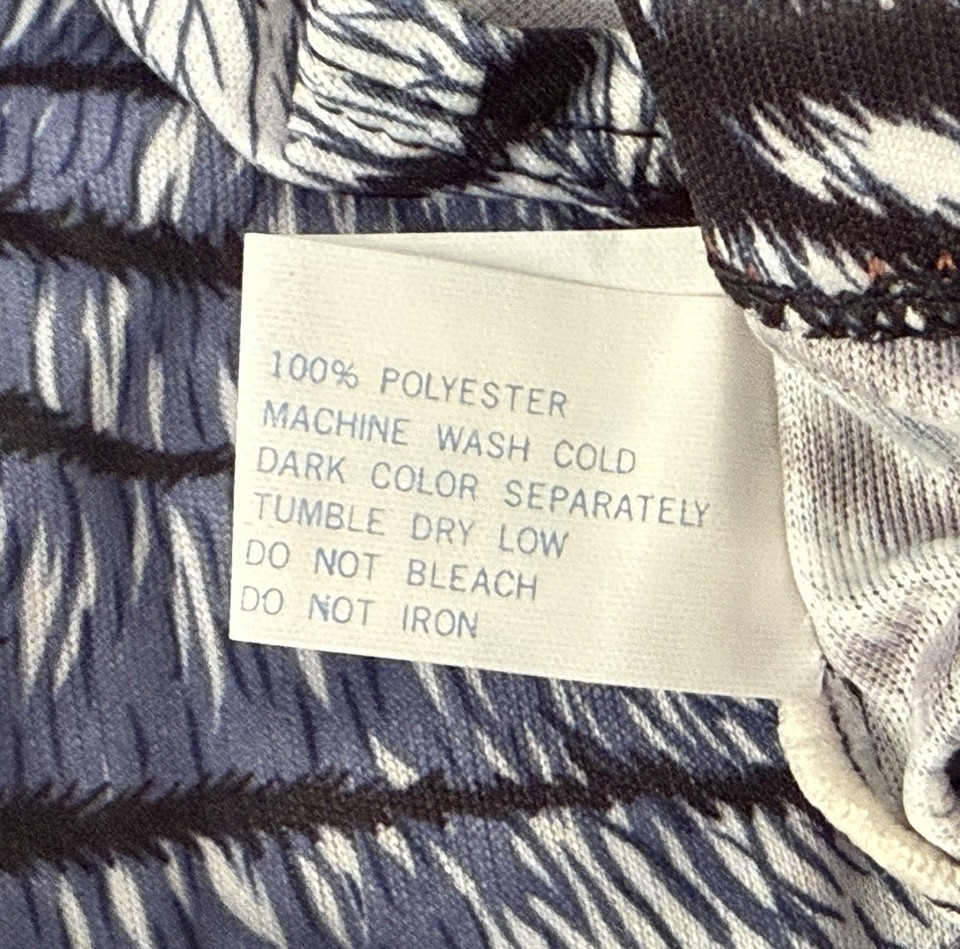 100% POLYESTER
MACHINE WASH COLD
DARK COLOR SEPARATELY
TUMBLE DRY LOW
DO NOT BLEACH
DO NOT IRON